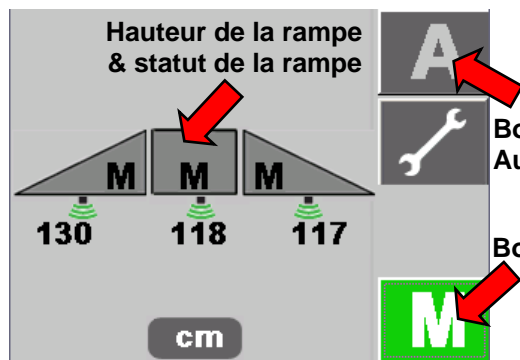 Hauteur de la rampe
& statut de la rampe
A
M M M
130 118 117
cm
M